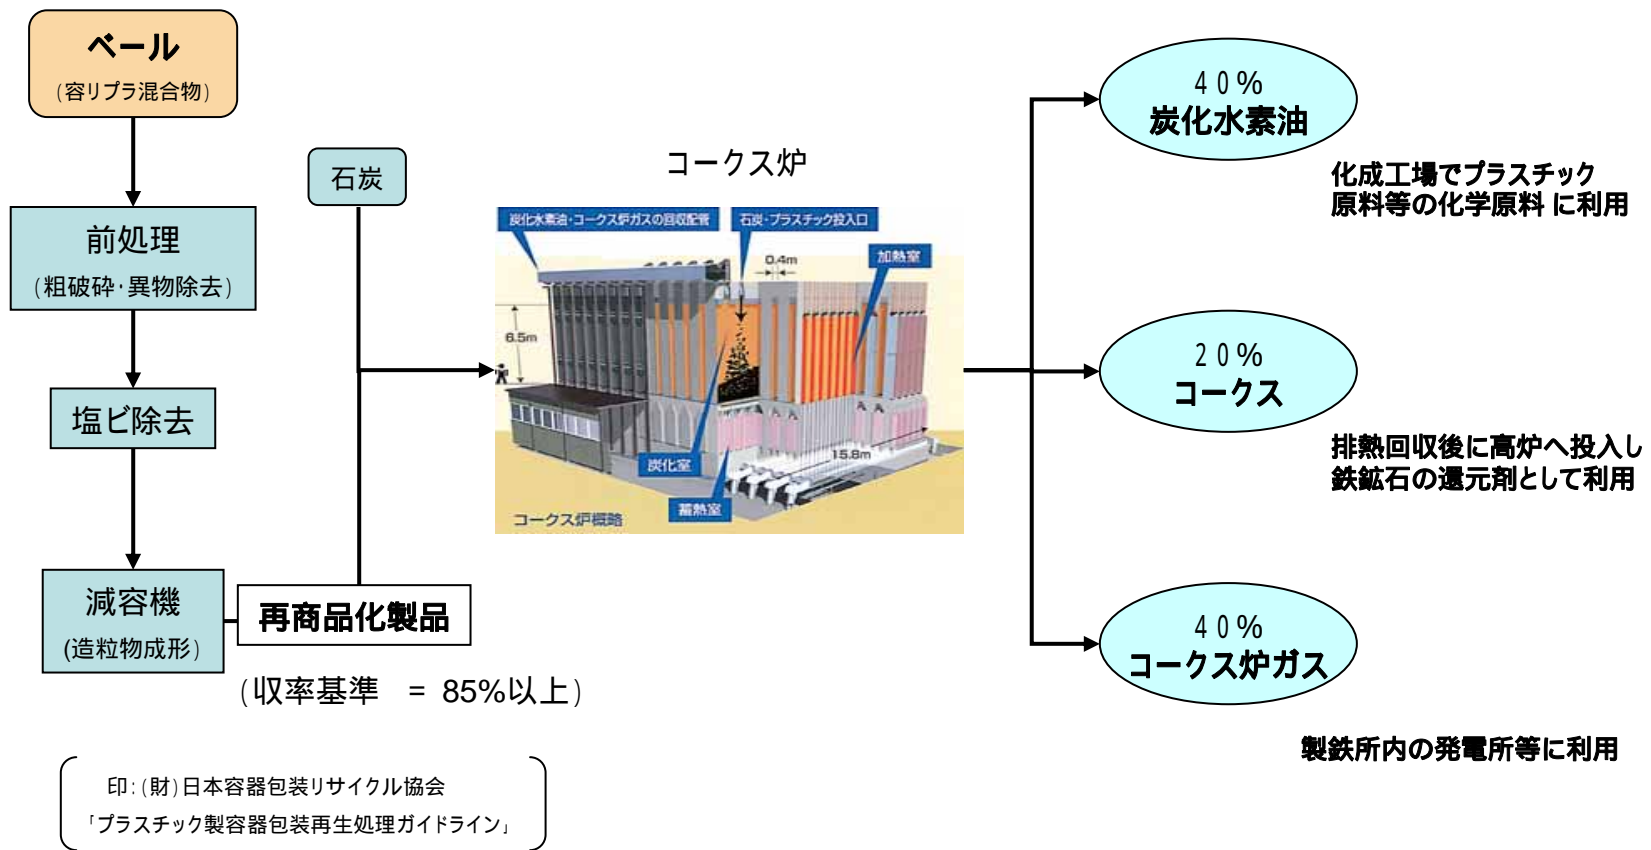 ベール
(容リプラ混合物)
前処理
(粗破砕・異物除去)
塩ビ除去
減容機
(造粒物成形)
再商品化製品
(収率基準 = 85%以上)
石炭
コークス炉
炭化水素油・コークス炉ガスの回収配管
石炭・プラスチック投入口
加熱室
0.4m
6.5m
15.8m
炭化室
蓄熱室
コークス炉概略
40%
炭化水素油
化成工場でプラスチック
原料等の化学原料に利用
20%
コークス
排熱回収後に高炉へ投入し
鉄鉱石の還元剤として利用
40%
コークス炉ガス
製鉄所内の発電所等に利用
印:(財)日本容器包装リサイクル協会
「プラスチック製容器包装再生処理ガイドライン」